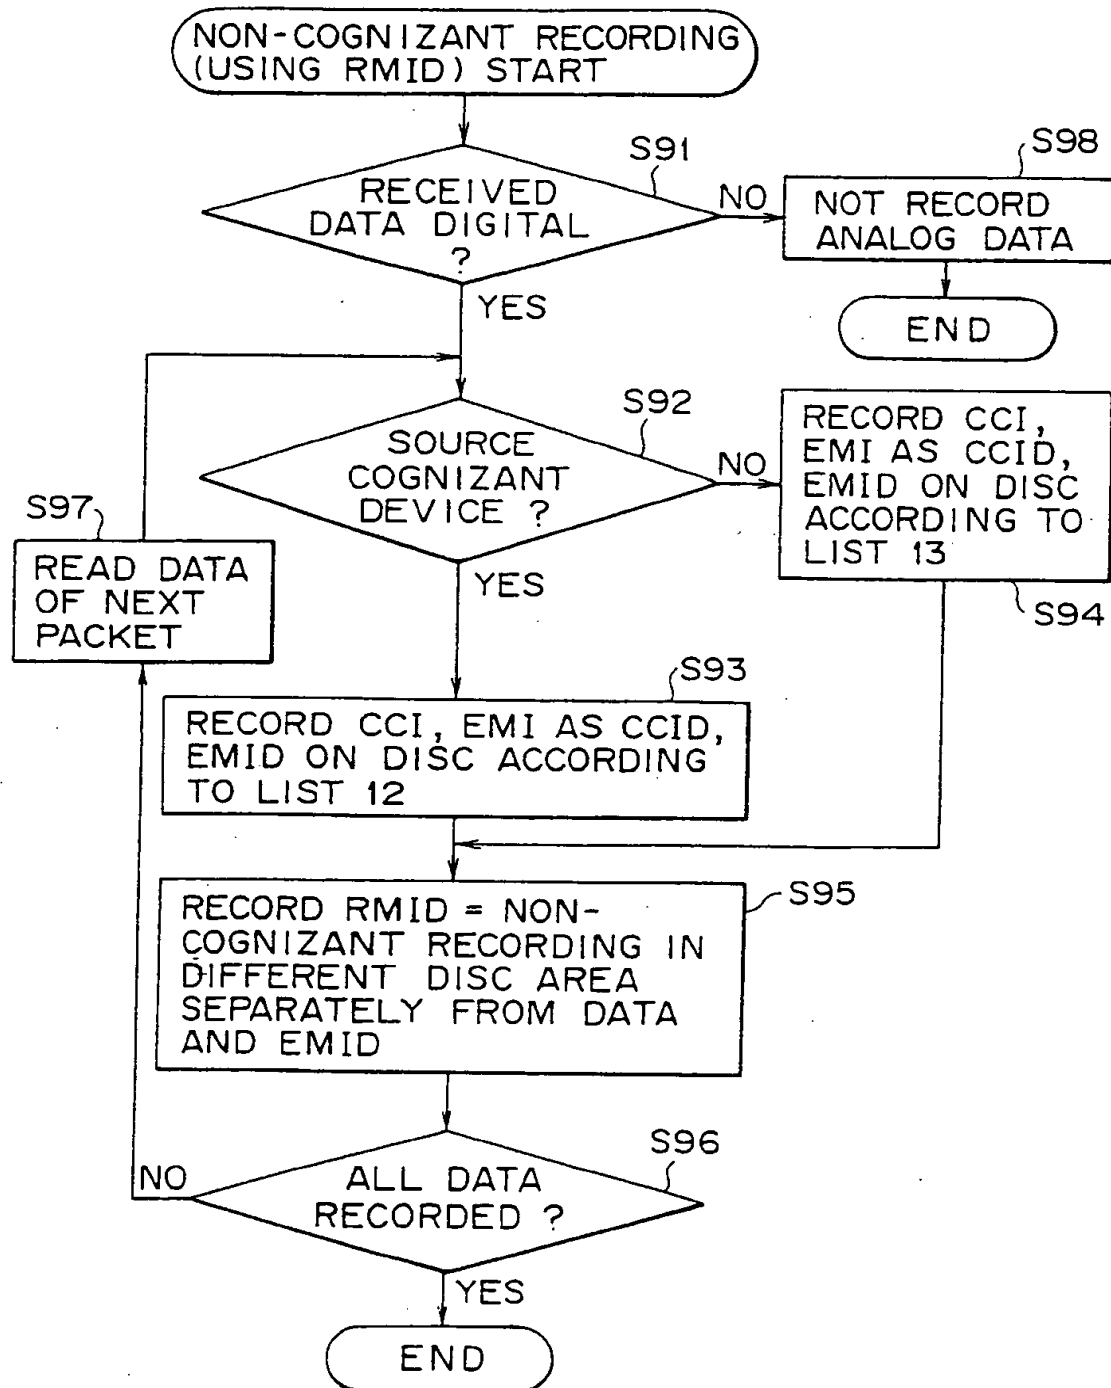 NON-COGNIZANT RECORDING
(USING RMID) START
S91
RECEIVED
DATA DIGITAL
?
NO
YES
S98
NOT RECORD
ANALOG DATA
END
S92
SOURCE
COGNIZANT
DEVICE ?
NO
YES
RECORD CCI,
EMI AS CCID,
EMID ON DISC
ACCORDING TO
LIST 13
S94
S97
READ DATA
OF NEXT
PACKET
S93
RECORD CCI, EMI AS CCID,
EMID ON DISC ACCORDING
TO LIST 12
S95
RECORD RMID = NON-
COGNIZANT RECORDING IN
DIFFERENT DISC AREA
SEPARATELY FROM DATA
AND EMID
S96
ALL DATA
RECORDED ?
NO
YES
END